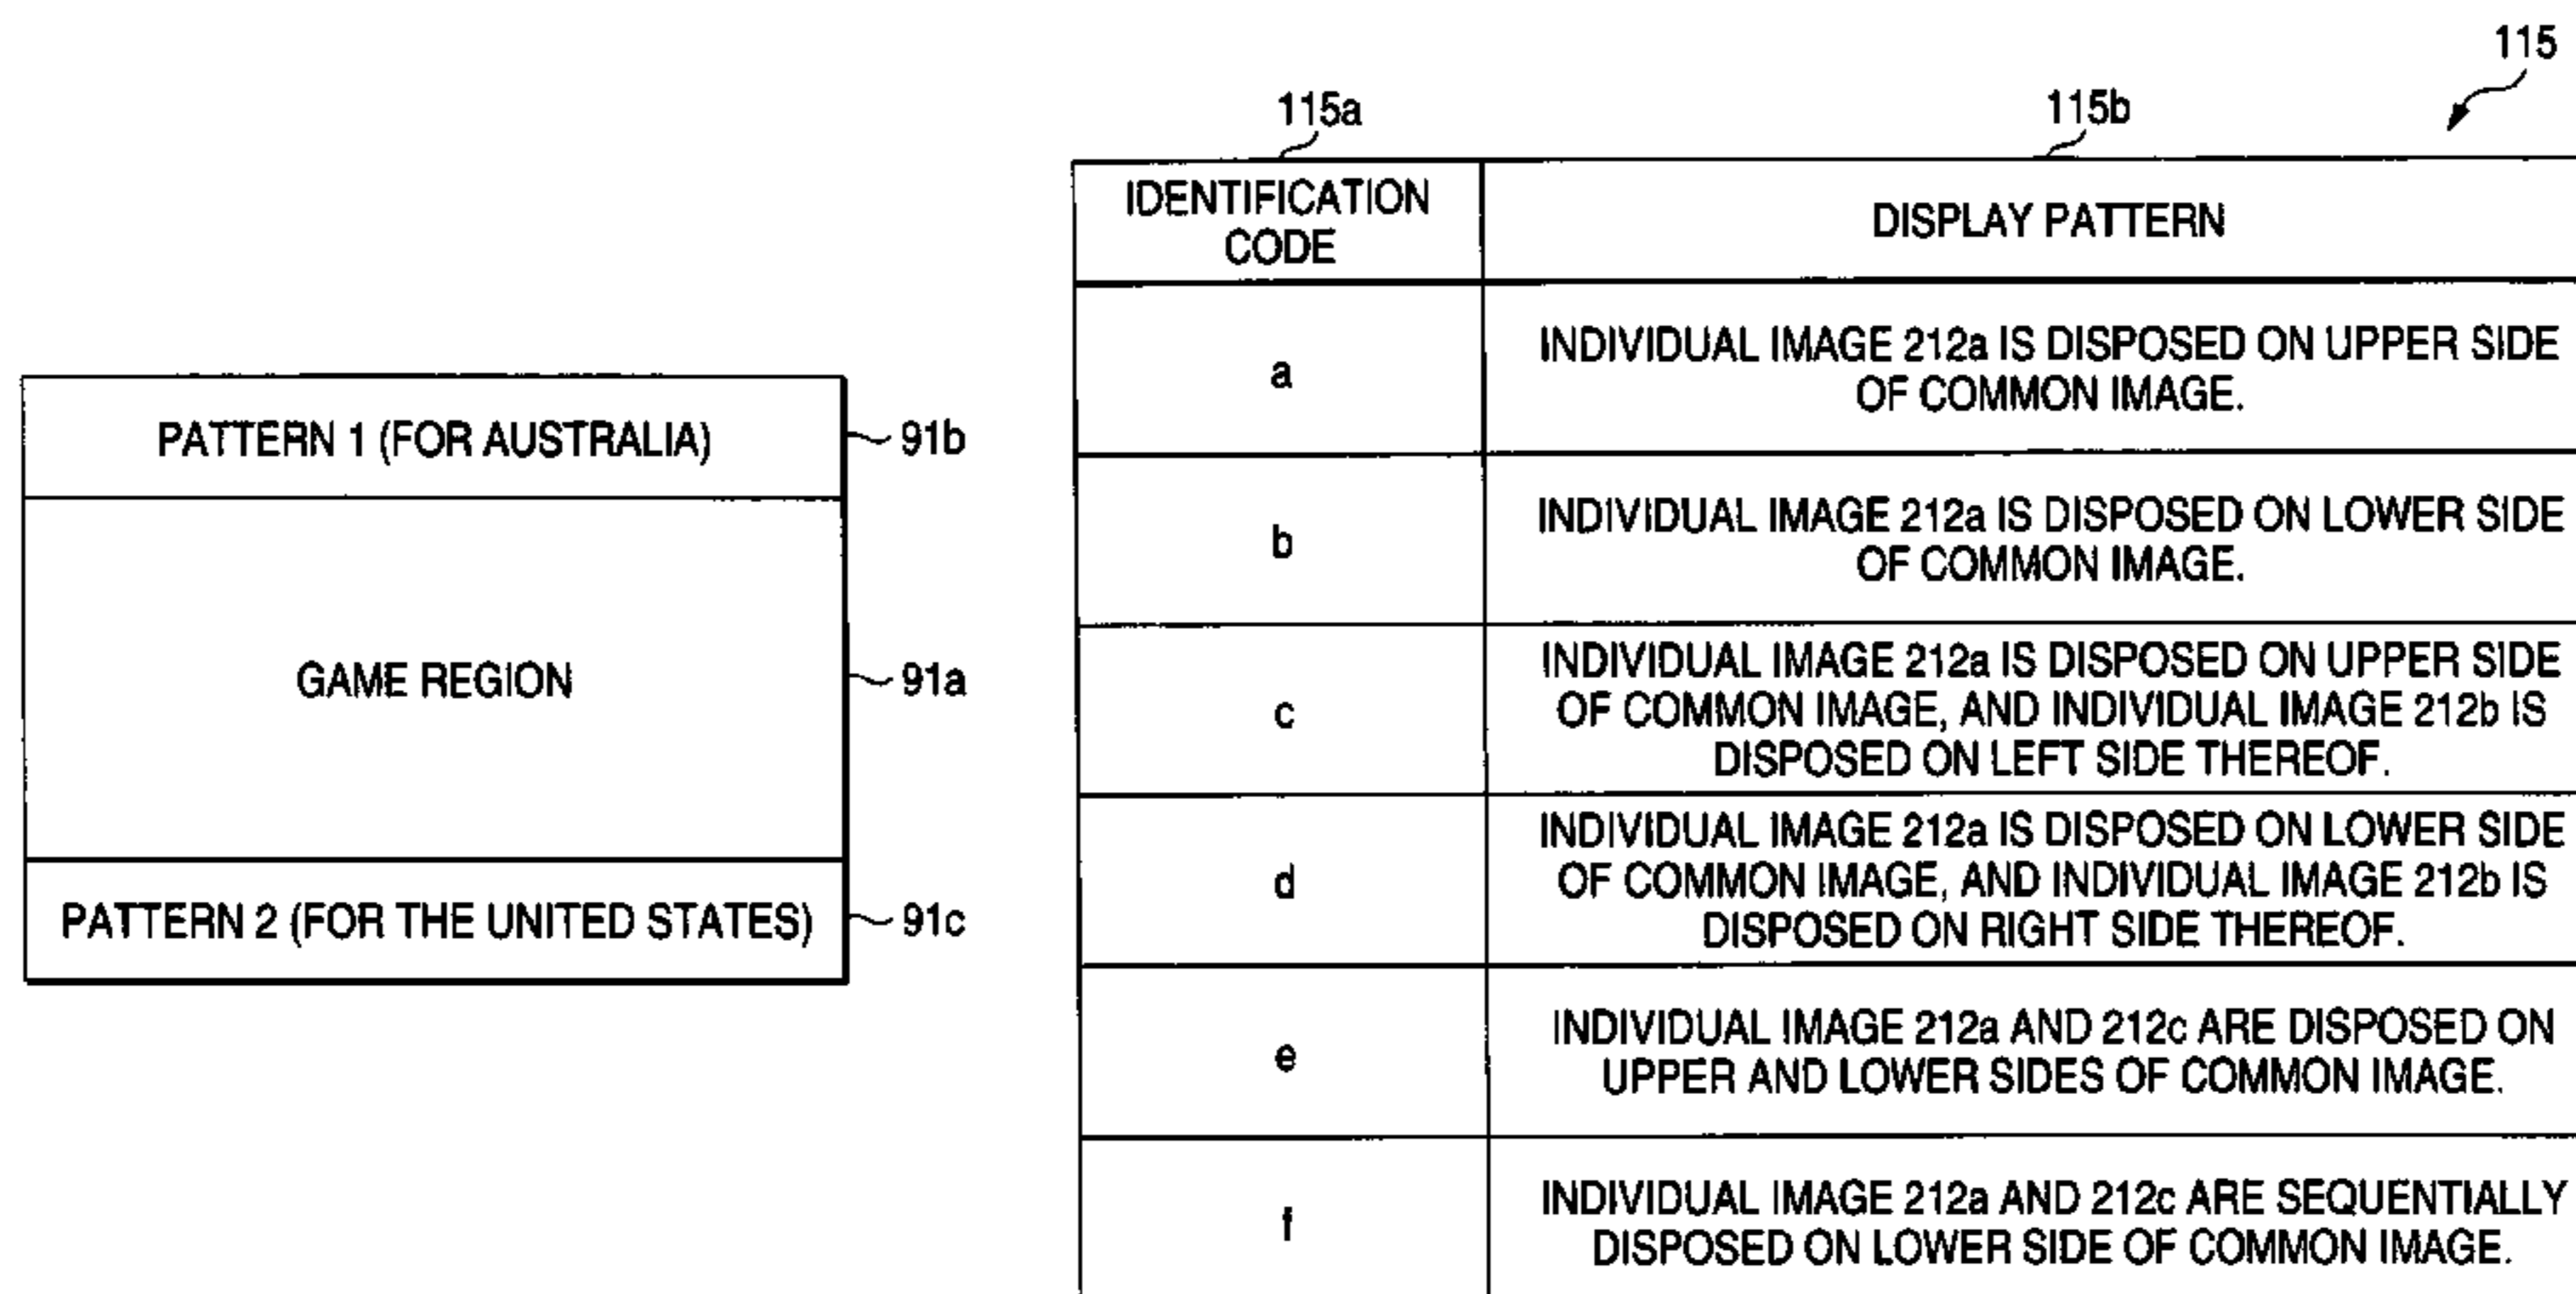 PATTERN 1 (FOR AUSTRALIA)
91b
GAME REGION
91a
PATTERN 2 (FOR THE UNITED STATES)
91c
115
115a
115b
IDENTIFICATION
CODE
DISPLAY PATTERN
a
INDIVIDUAL IMAGE 212a IS DISPOSED ON UPPER SIDE
OF COMMON IMAGE.
b
INDIVIDUAL IMAGE 212a IS DISPOSED ON LOWER SIDE
OF COMMON IMAGE.
c
INDIVIDUAL IMAGE 212a IS DISPOSED ON UPPER SIDE
OF COMMON IMAGE, AND INDIVIDUAL IMAGE 212b IS
DISPOSED ON LEFT SIDE THEREOF.
d
INDIVIDUAL IMAGE 212a IS DISPOSED ON LOWER SIDE
OF COMMON IMAGE, AND INDIVIDUAL IMAGE 212b IS
DISPOSED ON RIGHT SIDE THEREOF.
e
INDIVIDUAL IMAGE 212a AND 212c ARE DISPOSED ON
UPPER AND LOWER SIDES OF COMMON IMAGE.
f
INDIVIDUAL IMAGE 212a AND 212c ARE SEQUENTIALLY
DISPOSED ON LOWER SIDE OF COMMON IMAGE.